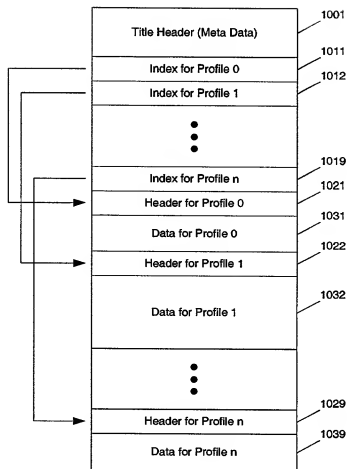 Title Header (Meta Data)
1001
Index for Profile 0
1011
Index for Profile 1
1012
Index for Profile n
1019
Header for Profile 0
1021
Data for Profile 0
1031
Header for Profile 1
1022
Data for Profile 1
1032
Header for Profile n
1029
Data for Profile n
1039